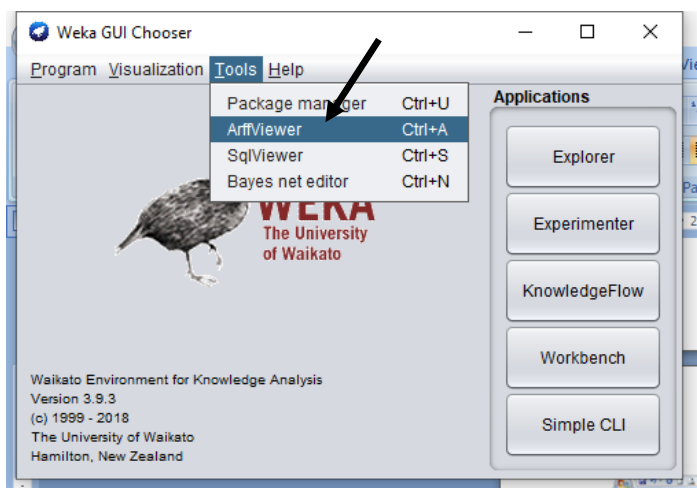 Weka GUI Chooser
Program Visualization Tools Help
Package manager Ctrl+U
ArffViewer Ctrl+A
SqlViewer Ctrl+S
Bayes net editor Ctrl+N
WEKA
The University
of Waikato
Waikato Environment for Knowledge Analysis
Version 3.9.3
(c) 1999 - 2018
The University of Waikato
Hamilton, New Zealand
Applications
Explorer
Experimenter
KnowledgeFlow
Workbench
Simple CLI